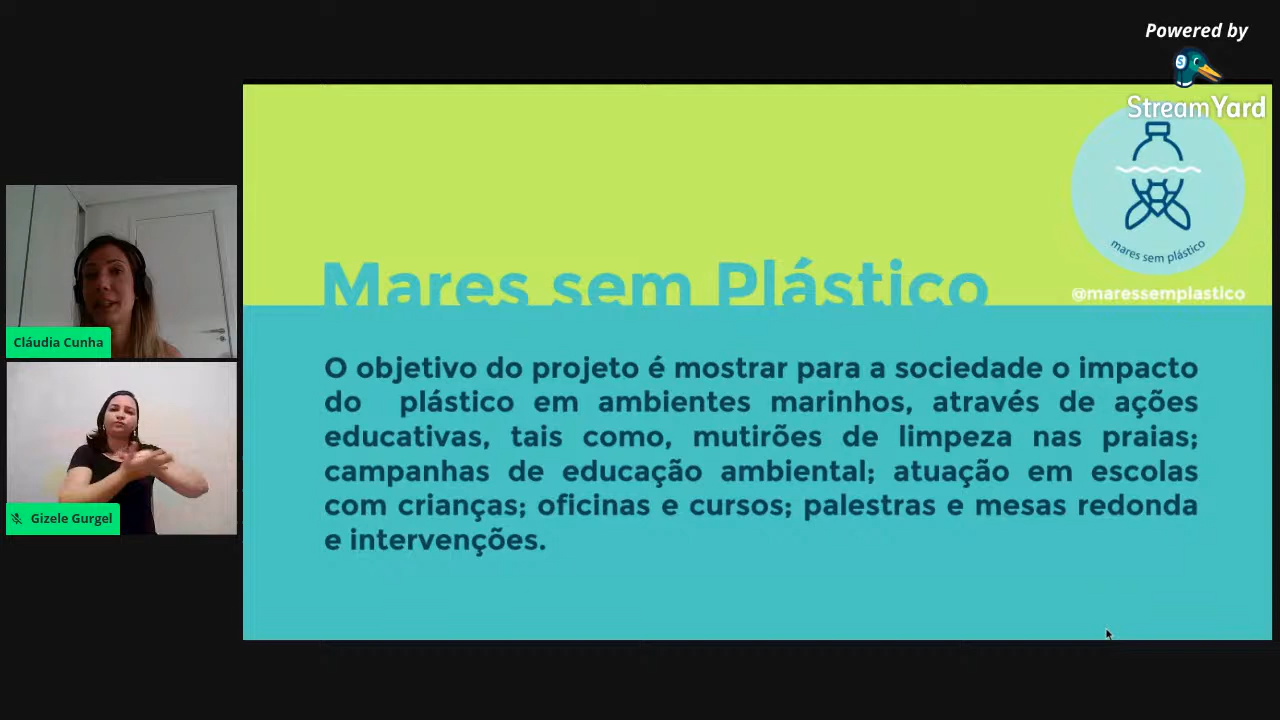 Powered by
StreamYard
mares sem plástico
@maressemplastico
Mares sem Plástico
O objetivo do projeto é mostrar para a sociedade o impacto
do plástico em ambientes marinhos, através de ações
educativas, tais como, mutirões de limpeza nas praias;
campanhas de educação ambiental; atuação em escolas
com crianças; oficinas e cursos; palestras e mesas redonda
e intervenções.
Cláudia Cunha
Gizele Gurgel